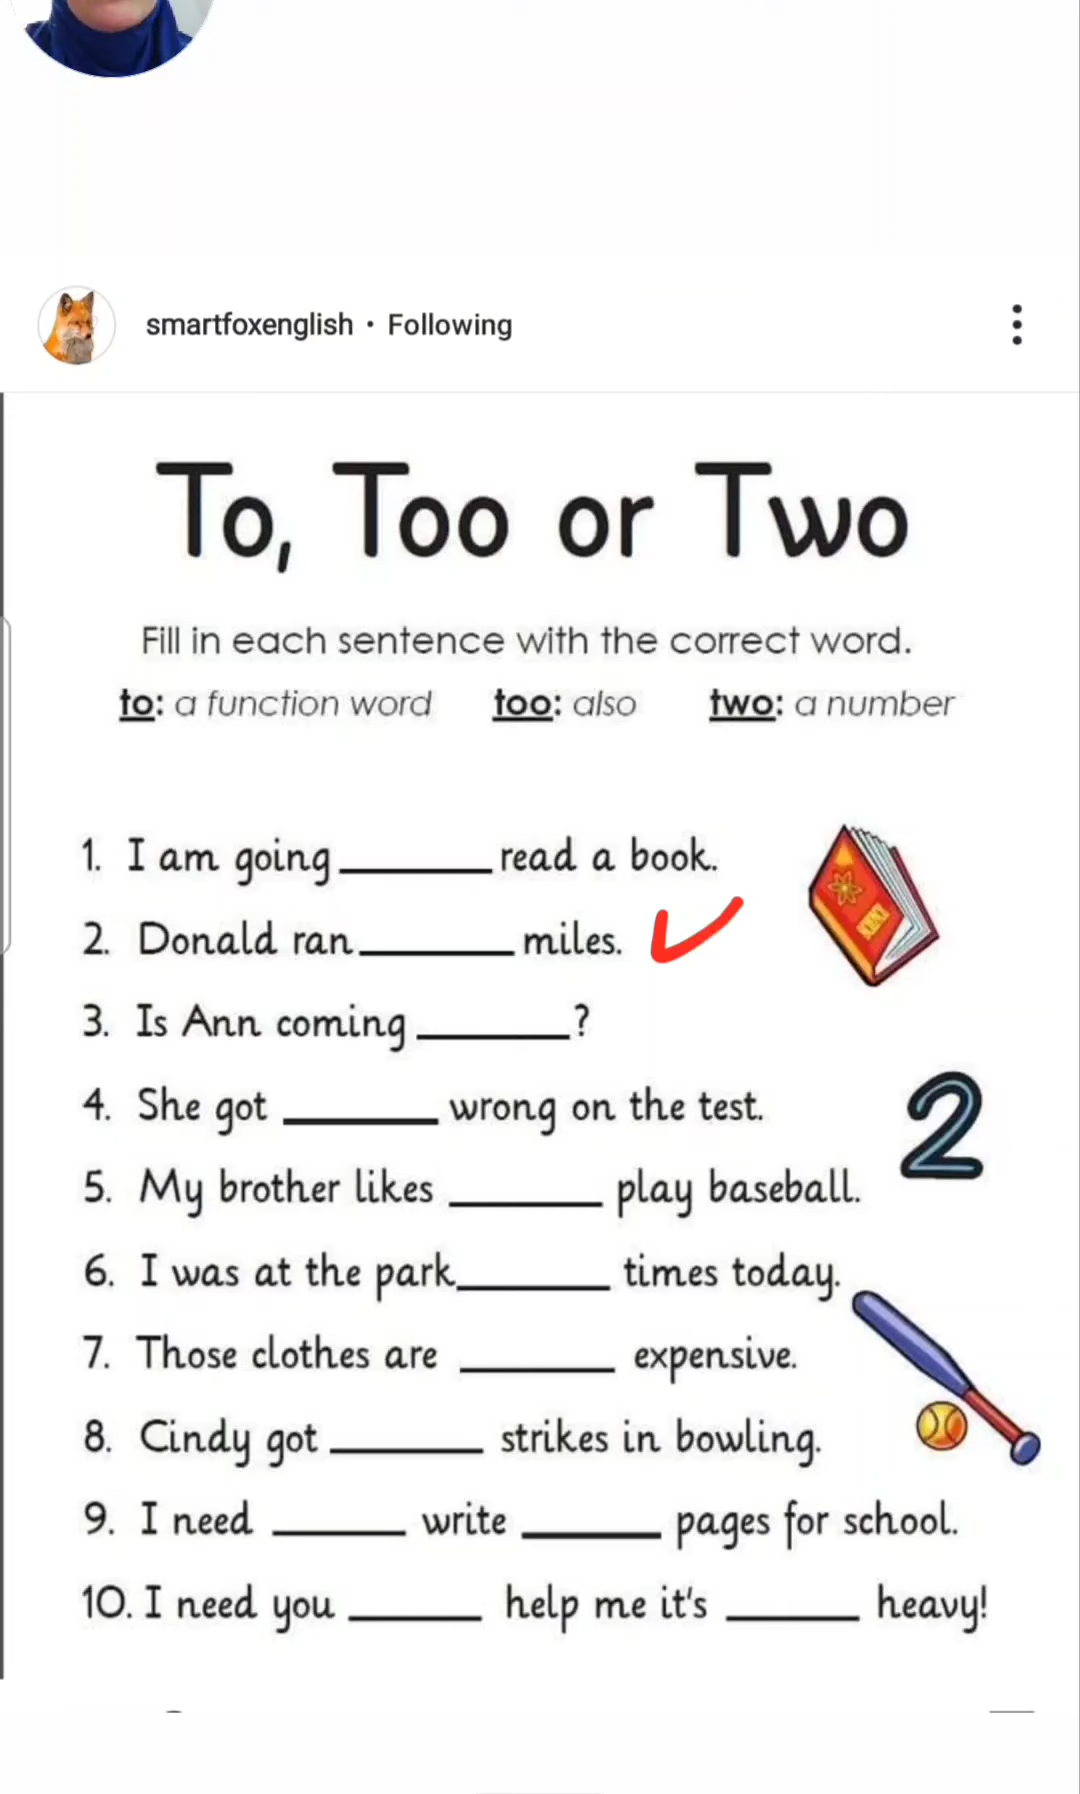 smartfoxenglish • Following
To, Too or Two
Fill in each sentence with the correct word.
to: a function word too: also two: a number
1. I am going ______ read a book.
2. Donald ran ______ miles.
3. Is Ann coming ______?
4. She got ______ wrong on the test.
5. My brother likes ______ play baseball.
6. I was at the park ______ times today.
7. Those clothes are ______ expensive.
8. Cindy got ______ strikes in bowling.
9. I need ______ write ______ pages for school.
10. I need you ______ help me it's ______ heavy!
2